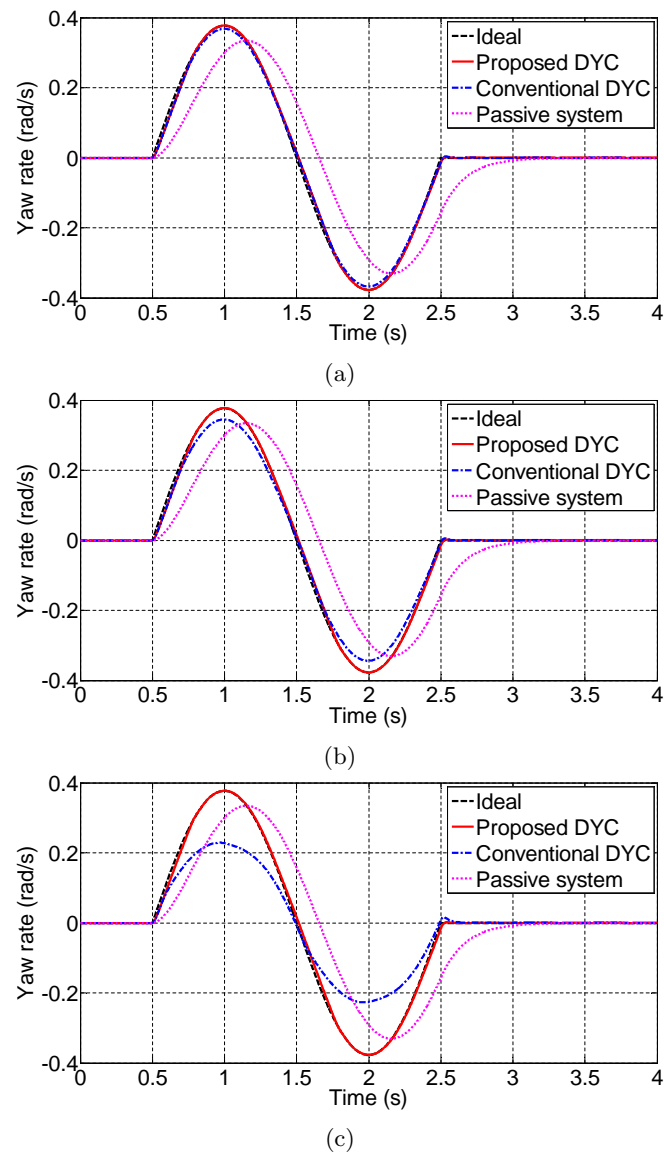 0.4
0.2
0
-0.2
-0.4
Yaw rate (rad/s)
Ideal
Proposed DYC
Conventional DYC
Passive system
0 0.5 1 1.5 2 2.5 3 3.5 4
Time (s)
(a)
0.4
0.2
0
-0.2
-0.4
Yaw rate (rad/s)
Ideal
Proposed DYC
Conventional DYC
Passive system
0 0.5 1 1.5 2 2.5 3 3.5 4
Time (s)
(b)
0.4
0.2
0
-0.2
-0.4
Yaw rate (rad/s)
Ideal
Proposed DYC
Conventional DYC
Passive system
0 0.5 1 1.5 2 2.5 3 3.5 4
Time (s)
(c)